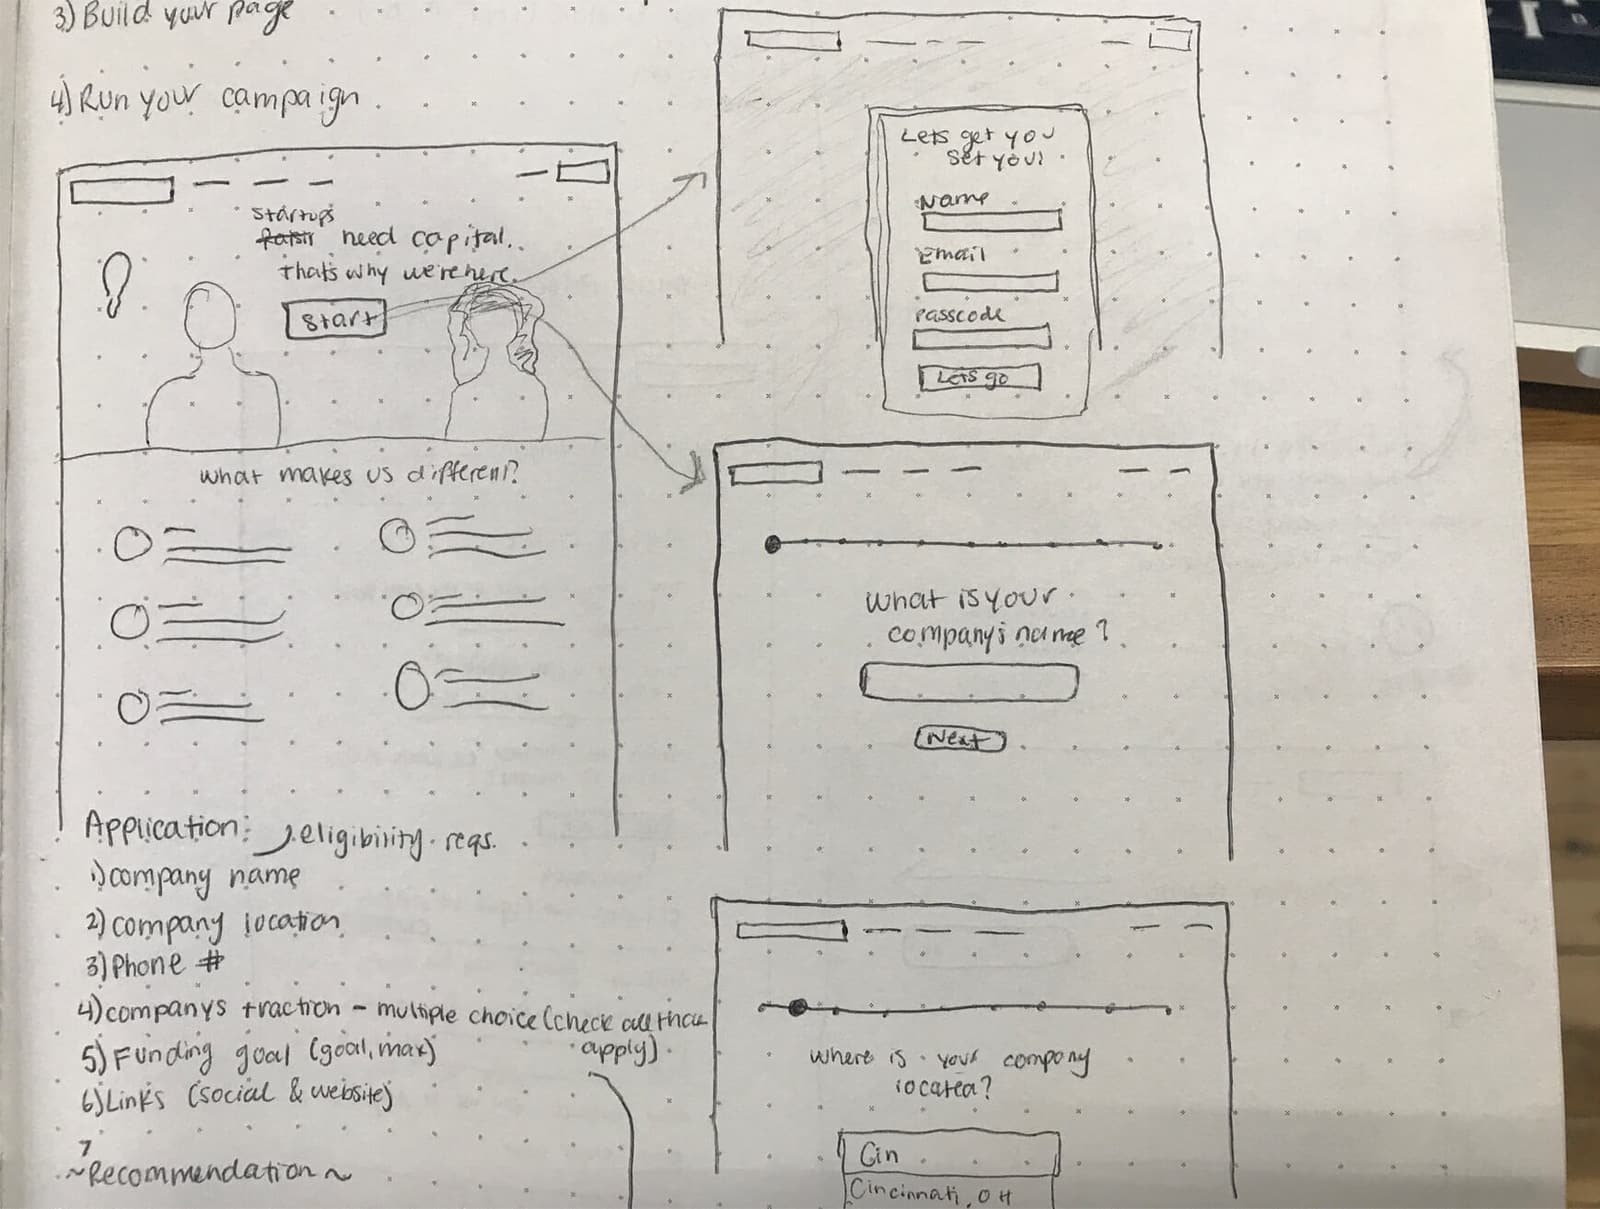 3) Build your page
4) Run your campaign
startups
need capital.
thats why we're here.
start
what makes us different?
Application:
eligibility reqs.
1) company name
2) company location
3) Phone #
4) companys traction - multiple choice (check all that
apply)
5) Funding goal (goal, max)
6) Links (social & website)
7
~Recommendation~
Lets get you
set you!
Name
Email
Passcode
Lets go
What is your
company's name?
Next
where is your company
located?
Cin
Cincinnati, OH